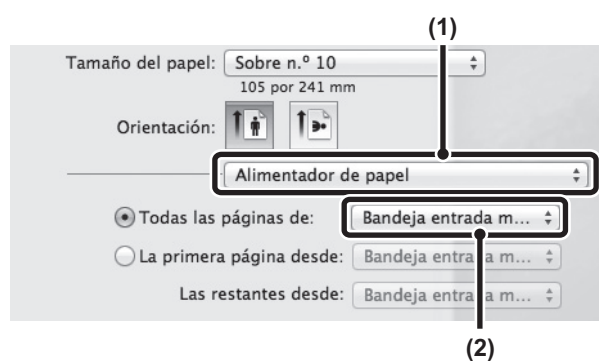 (1)
Tamaño del papel: Sobre n.º 10
105 por 241 mm
Orientación:
Alimentador de papel
Todas las páginas de: Bandeja entrada m...
La primera página desde: Bandeja entrada m...
Las restantes desde: Bandeja entrada m...
(2)